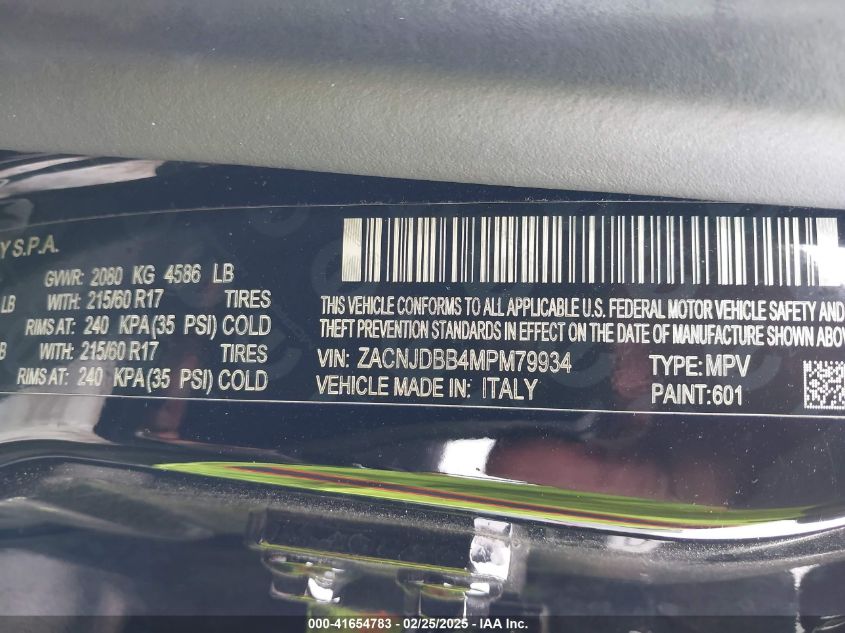 Y S.P.A.
GVWR: 2080 KG 4586 LB
LB WITH: 215/60 R17 TIRES
RIMS AT: 240 KPA (35 PSI) COLD
B WITH: 215/60 R17 TIRES
RIMS AT: 240 KPA (35 PSI) COLD
THIS VEHICLE CONFORMS TO ALL APPLICABLE U.S. FEDERAL MOTOR VEHICLE SAFETY AND
THEFT PREVENTION STANDARDS IN EFFECT ON THE DATE OF MANUFACTURE SHOWN ABOV
VIN: ZACNJDBB4MPM79934 TYPE: MPV
VEHICLE MADE IN: ITALY PAINT: 601
000-41654783 - 02/25/2025 - IAA Inc.